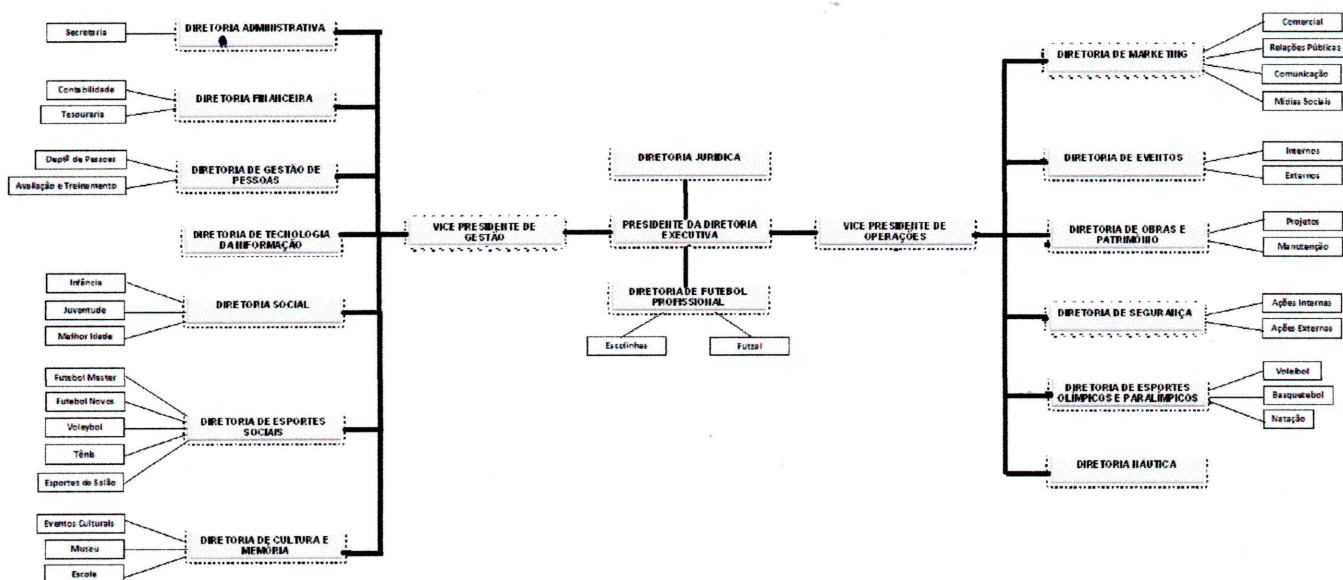 DIRETORIA ADMINISTRATIVA
Secretaria
DIRETORIA FINANCEIRA
Contabilidade
Tesouraria
DIRETORIA DE GESTÃO DE
PESSOAS
Deptº de Pessoas
Avaliação e Treinamento
DIRETORIA DE TECNOLOGIA
DA INFORMAÇÃO
DIRETORIA SOCIAL
Infância
Juventude
Melhor Idade
DIRETORIA DE ESPORTES
SOCIAIS
Futebol Master
Futebol Novos
Voleybol
Tênis
Esportes de Salão
DIRETORIA DE CULTURA E
MEMÓRIA
Eventos Culturais
Museu
Escola
VICE PRESIDENTE DE
GESTÃO
DIRETORIA JURIDICA
PRESIDENTE DA DIRETORIA
EXECUTIVA
DIRETORIA DE FUTEBOL
PROFISSIONAL
Escolinhas
Futsal
VICE PRESIDENTE DE
OPERAÇÕES
DIRETORIA DE MARKETING
Comercial
Relações Públicas
Comunicação
Mídias Sociais
DIRETORIA DE EVENTOS
Internos
Externos
DIRETORIA DE OBRAS E
PATRIMÔNIO
Projetos
Manutenção
DIRETORIA DE SEGURANÇA
Ações Internas
Ações Externas
DIRETORIA DE ESPORTES
OLÍMPICOS E PARALÍMPICOS
Voleibol
Basquetebol
Natação
DIRETORIA NÁUTICA